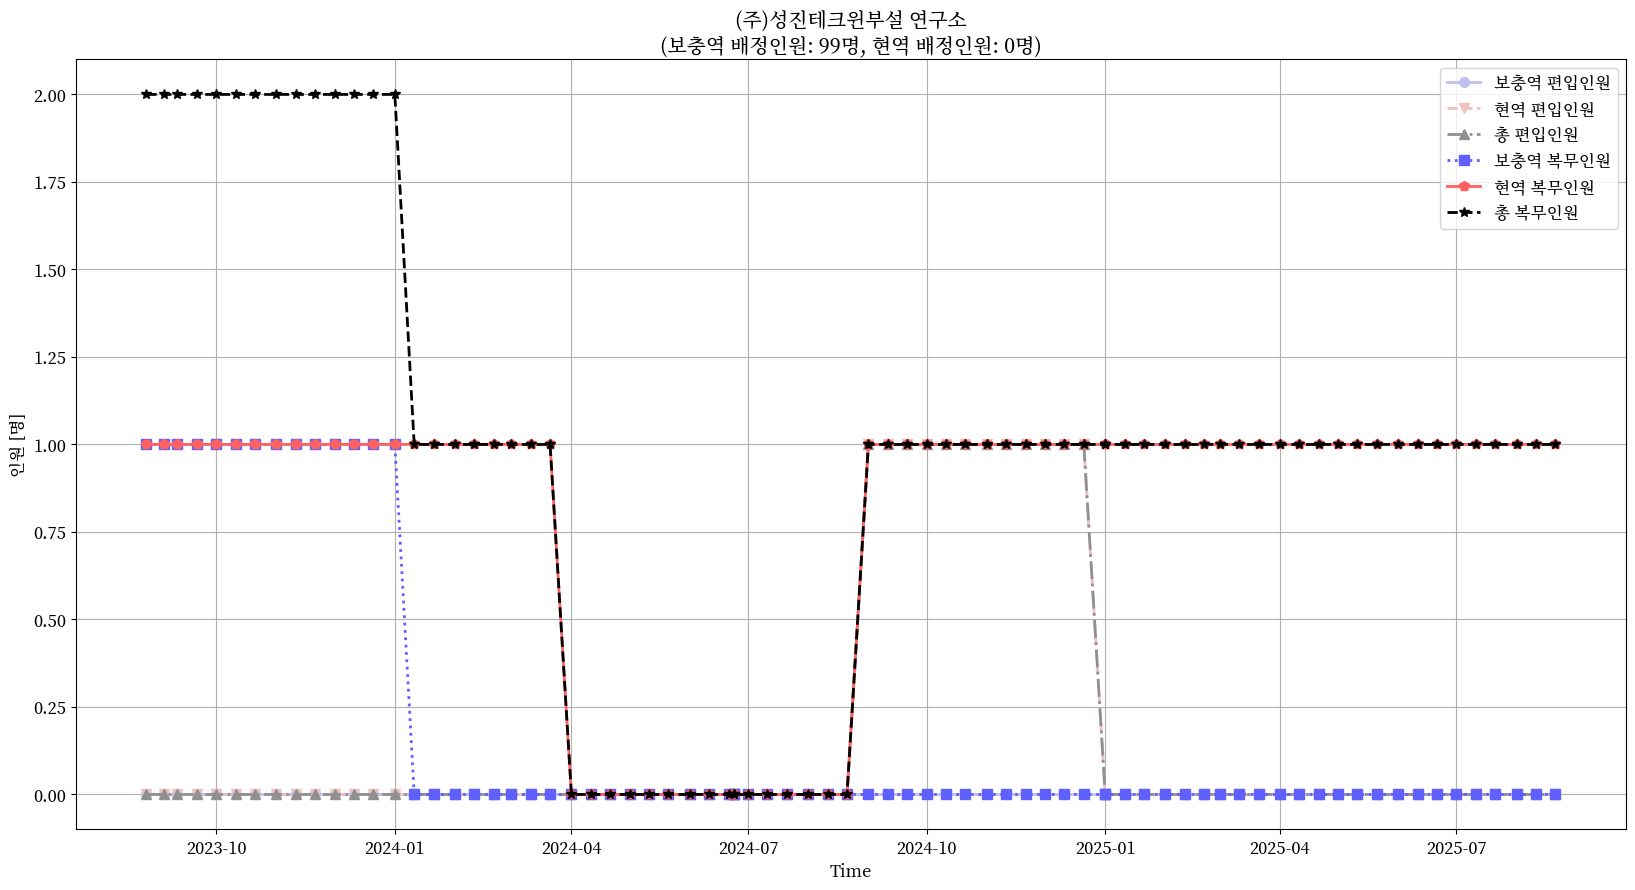 (주)성진테크윈부설 연구소
(보충역 배정인원: 99명, 현역 배정인원: 0명)
보충역 편입인원
현역 편입인원
총 편입인원
보충역 복무인원
현역 복무인원
총 복무인원
2.00
1.75
1.50
1.25
1.00
0.75
0.50
0.25
0.00
인원 [명]
2023-10
2024-01
2024-04
2024-07
2024-10
2025-01
2025-04
2025-07
Time